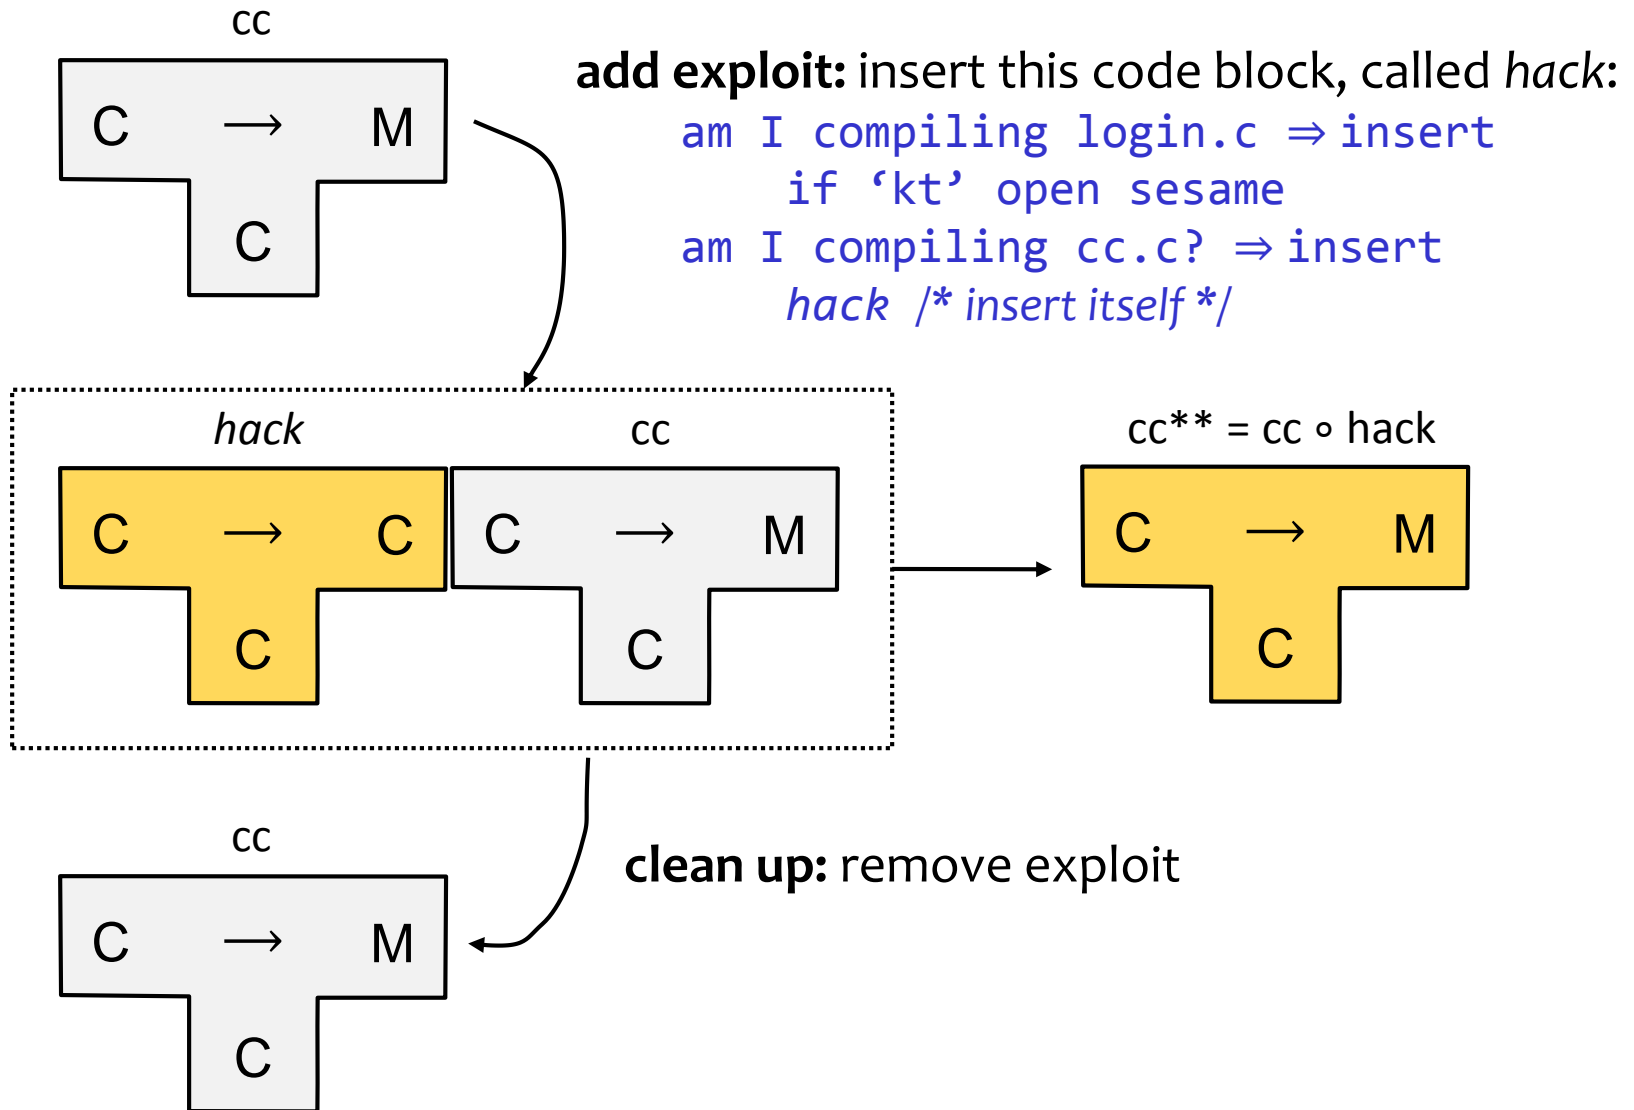 cc
C → M
C
add exploit: insert this code block, called hack:
am I compiling login.c ⇒ insert
if ‘kt’ open sesame
am I compiling cc.c? ⇒ insert
hack /* insert itself */
hack
C → C
C
cc
C → M
C
cc** = cc ∘ hack
C → M
C
clean up: remove exploit
cc
C → M
C